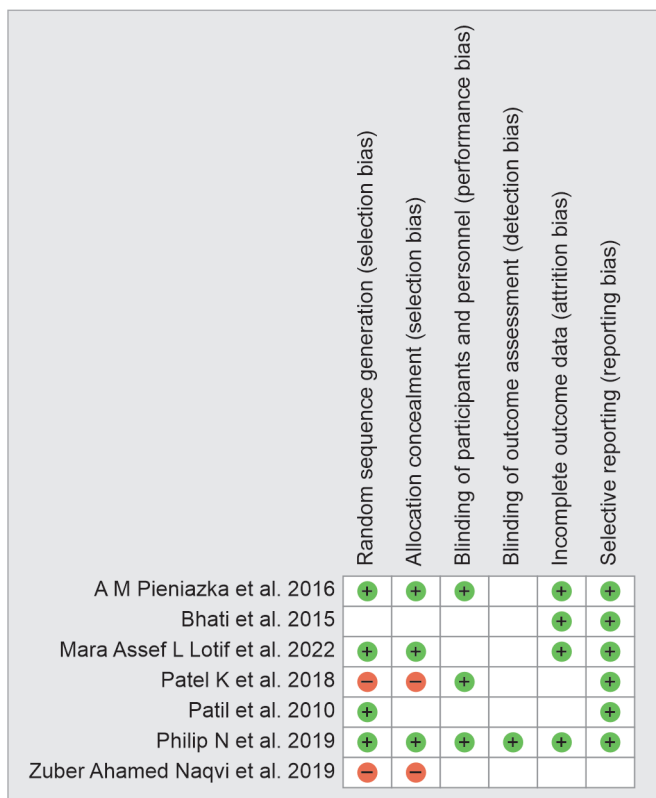 Random sequence generation (selection bias)
Allocation concealment (selection bias)
Blinding of participants and personnel (performance bias)
Blinding of outcome assessment (detection bias)
Incomplete outcome data (attrition bias)
Selective reporting (reporting bias)
A M Pieniazka et al. 2016 + + + + +
Bhati et al. 2015 + +
Mara Assef L Lotif et al. 2022 + + + +
Patel K et al. 2018 − − + +
Patil et al. 2010 + +
Philip N et al. 2019 + + + + + +
Zuber Ahamed Naqvi et al. 2019 − −